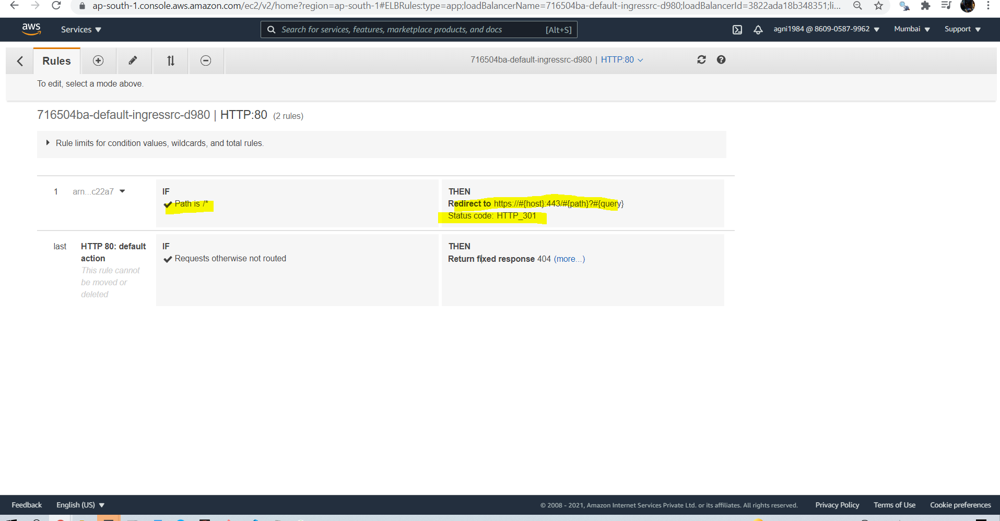 ap-south-1.console.aws.amazon.com/ec2/v2/home?region=ap-south-1#ELBRules:type=app;loadBalancerName=716504ba-default-ingressrc-d980;loadBalancerId=3822ada18b348351;li...
aws
Services
Search for services, features, marketplace products, and docs
[Alt+S]
agni1984 @ 8609-0587-9962
Mumbai
Support
Rules
716504ba-default-ingressrc-d980 | HTTP:80
To edit, select a mode above.
716504ba-default-ingressrc-d980 | HTTP:80 (2 rules)
Rule limits for condition values, wildcards, and total rules.
1
arn...c22a7
IF
Path is /*
THEN
Redirect to https://#{host}:443/#{path}?#{query}
Status code: HTTP_301
last
HTTP 80: default
action
This rule cannot
be moved or
deleted
IF
Requests otherwise not routed
THEN
Return fixed response 404 (more...)
Feedback
English (US)
© 2008 - 2021, Amazon Internet Services Private Ltd. or its affiliates. All rights reserved.
Privacy Policy
Terms of Use
Cookie preferences